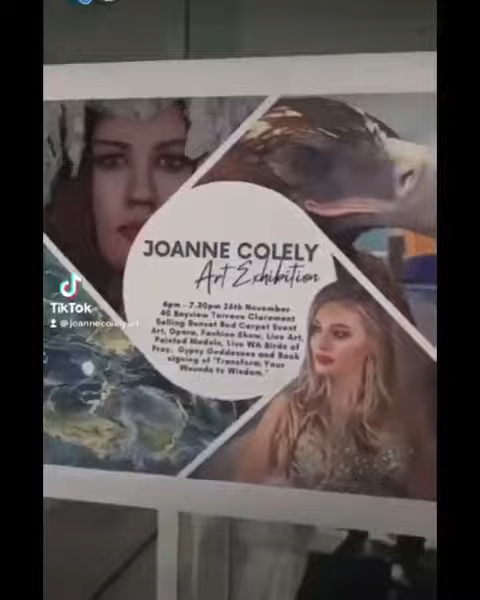 JOANNE COLELY
Art Exhibition
6pm - 7.30pm 26th November
40 Bayview Terrace Claremont
Selling Sunset Red Carpet Event
Art, Opera, Fashion Show, Live Art,
Painted Models, Live WA Birds of
Prey, Gypsy Goddesses and Book
signing of "Transform Your
Wounds to Wisdom."
TikTok
@joannecolelyart